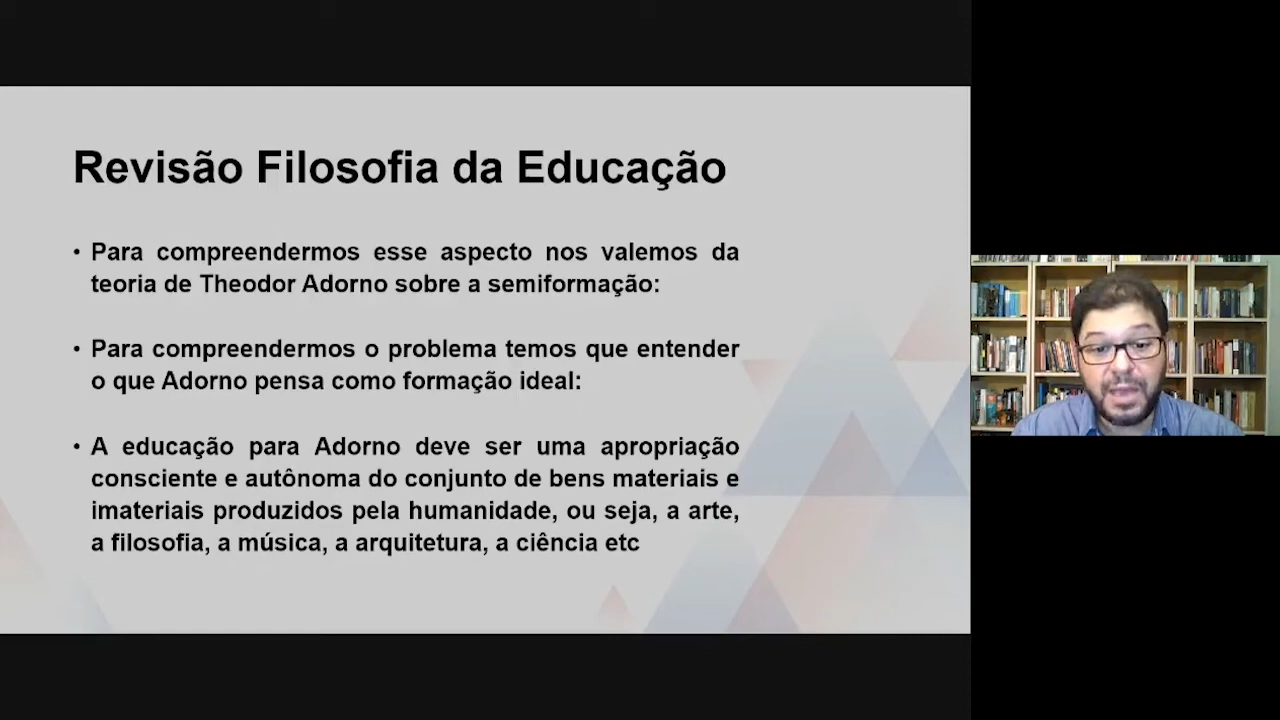 Revisão Filosofia da Educação
• Para compreendermos esse aspecto nos valemos da
teoria de Theodor Adorno sobre a semiformação:
• Para compreendermos o problema temos que entender
o que Adorno pensa como formação ideal:
• A educação para Adorno deve ser uma apropriação
consciente e autônoma do conjunto de bens materiais e
imateriais produzidos pela humanidade, ou seja, a arte,
a filosofia, a música, a arquitetura, a ciência etc